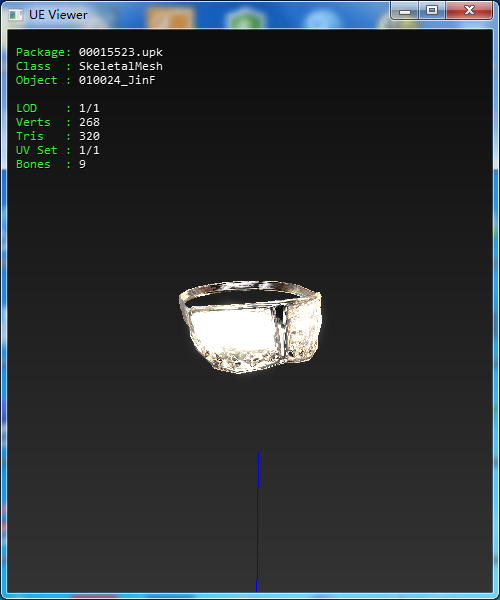 UE Viewer
Package: 00015523.upk
Class : SkeletalMesh
Object : 010024_JinF
LOD : 1/1
Verts : 268
Tris : 320
UV Set : 1/1
Bones : 9